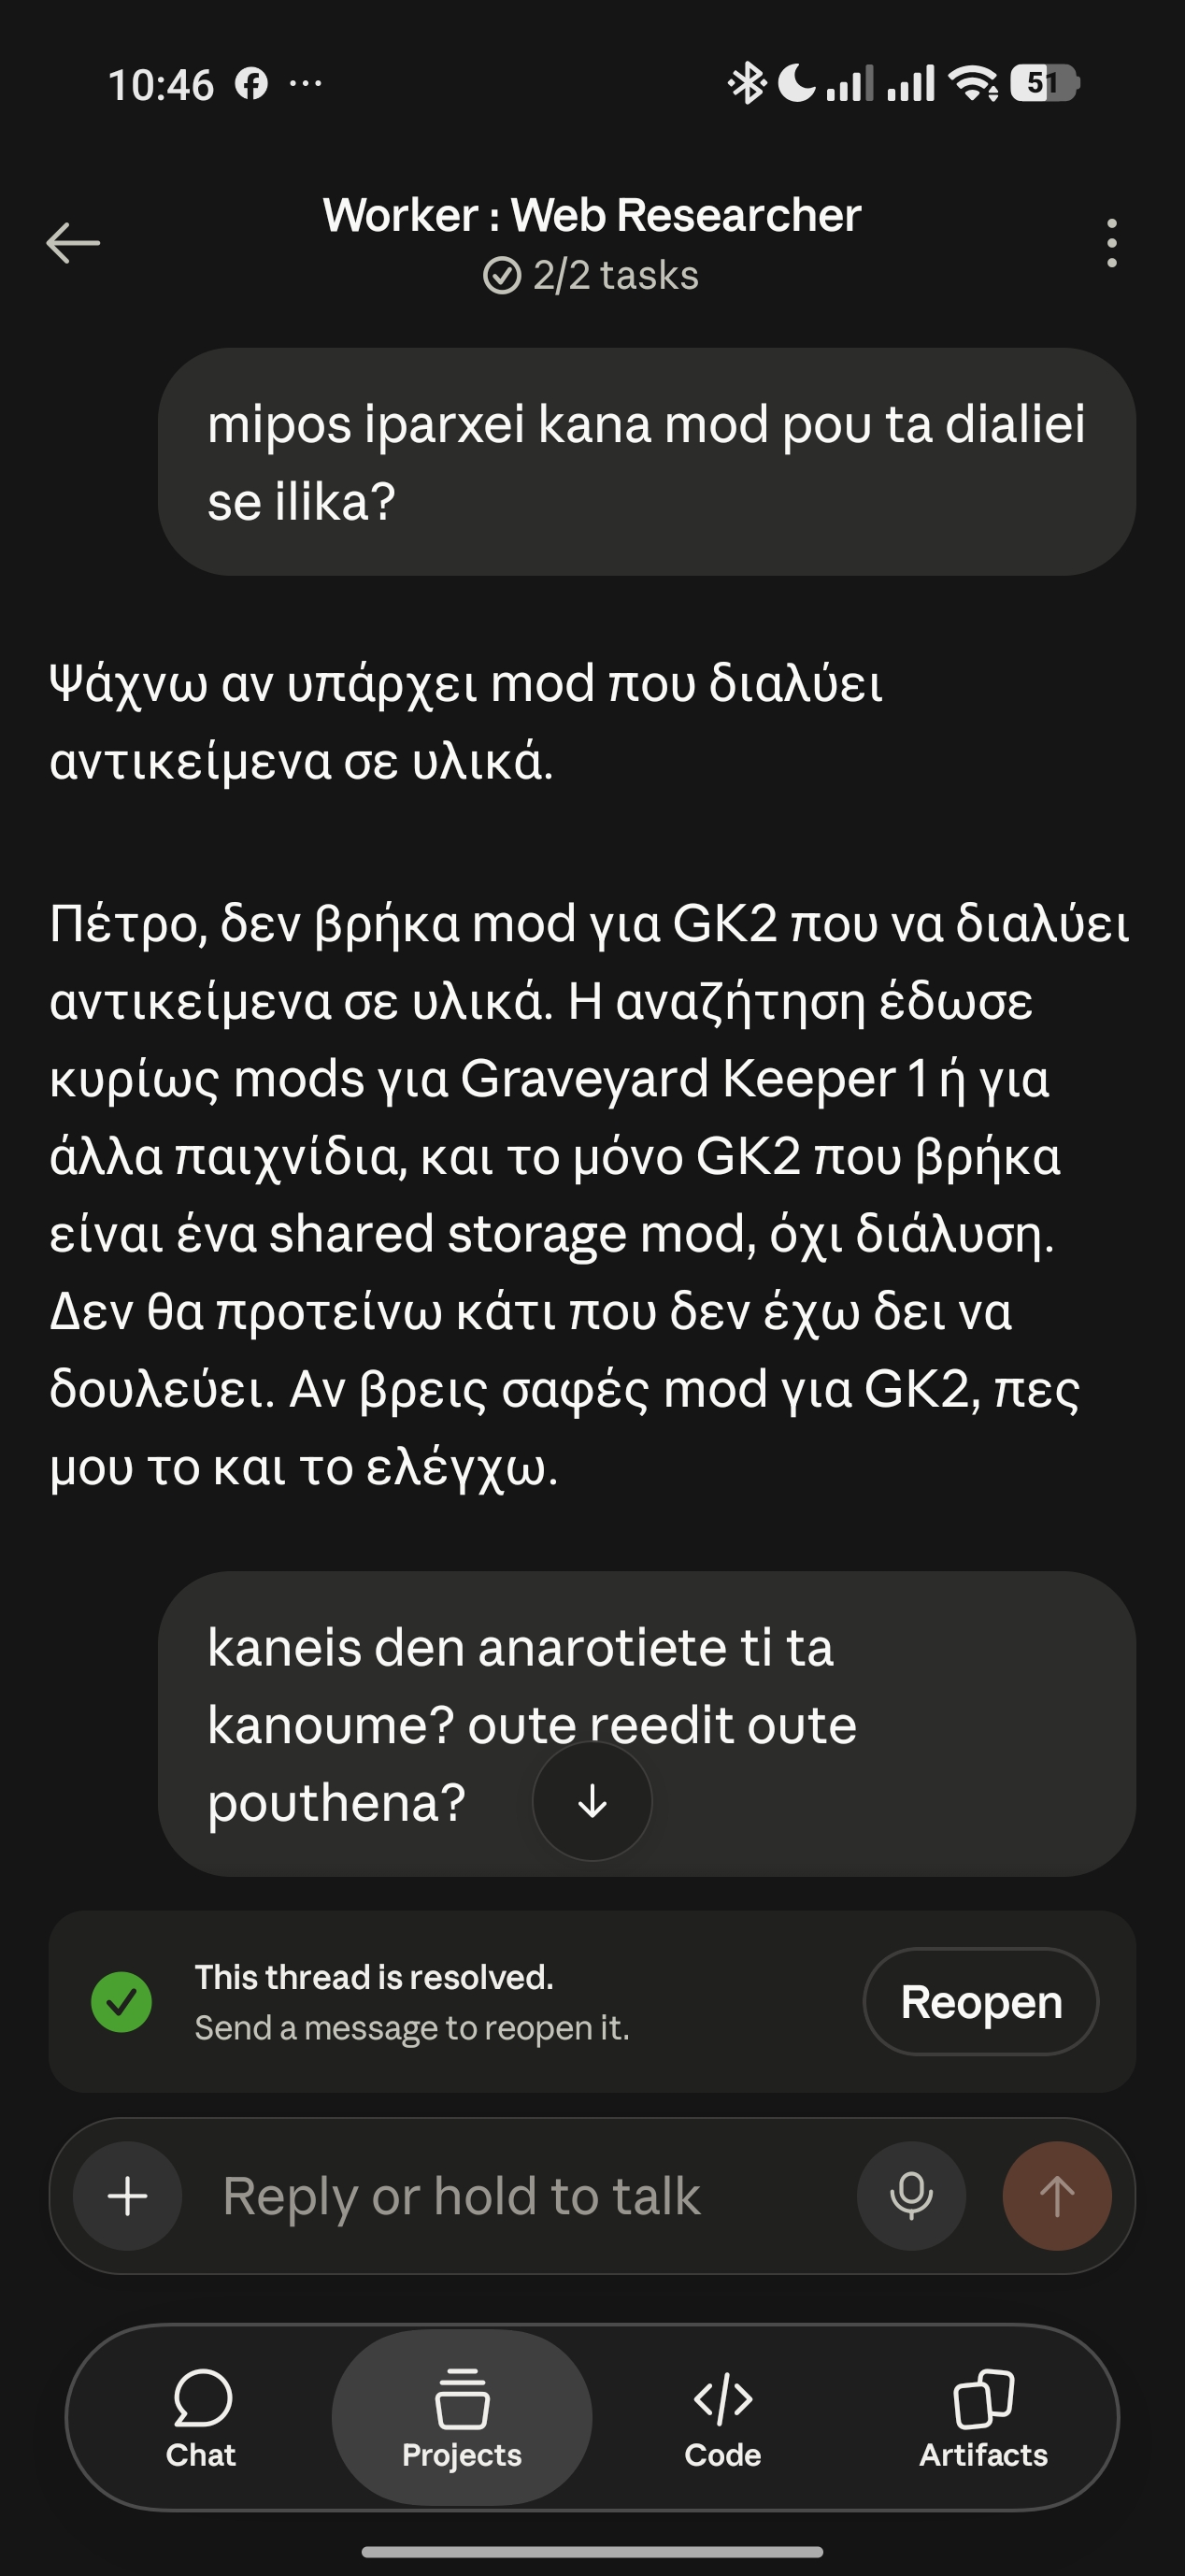 10:46
51
Worker : Web Researcher
2/2 tasks
mipos iparxei kana mod pou ta dialiei
se ilika?
Ψάχνω αν υπάρχει mod που διαλύει
αντικείμενα σε υλικά.
Πέτρο, δεν βρήκα mod για GK2 που να διαλύει
αντικείμενα σε υλικά. Η αναζήτηση έδωσε
κυρίως mods για Graveyard Keeper 1 ή για
άλλα παιχνίδια, και το μόνο GK2 που βρήκα
είναι ένα shared storage mod, όχι διάλυση.
Δεν θα προτείνω κάτι που δεν έχω δει να
δουλεύει. Αν βρεις σαφές mod για GK2, πες
μου το και το ελέγχω.
kaneis den anarotiete ti ta
kanoume? oute reedit oute
pouthena?
This thread is resolved.
Send a message to reopen it.
Reopen
Reply or hold to talk
Chat
Projects
Code
Artifacts